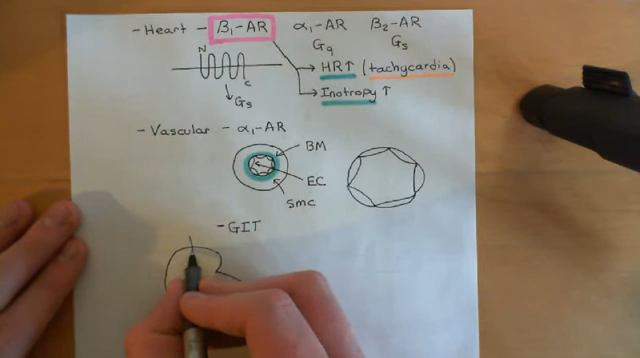 - Heart - β₁-AR α₁-AR B₂-AR
Gq Gs
N
HR↑ (tachycardia)
C
Gs
Inotropy ↑
- Vascular - α₁-AR
BM
EC
SMC
- GIT